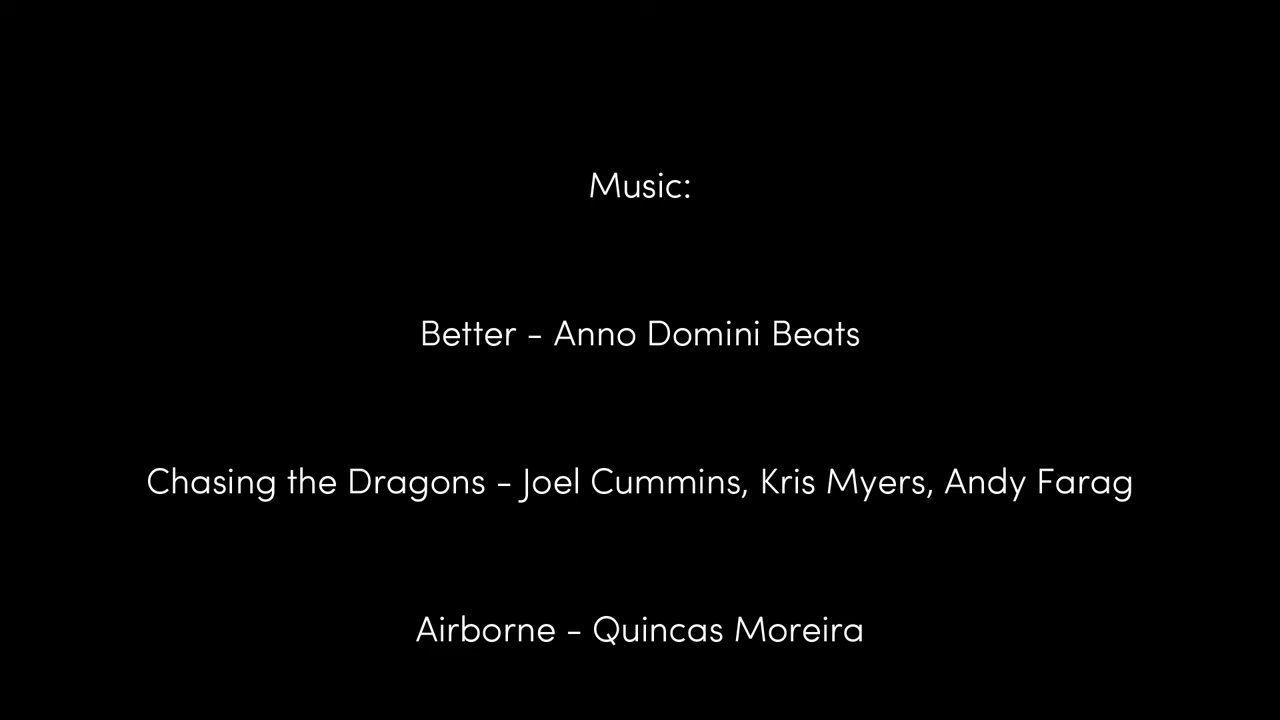 Music:
Better - Anno Domini Beats
Chasing the Dragons - Joel Cummins, Kris Myers, Andy Farag
Airborne - Quincas Moreira